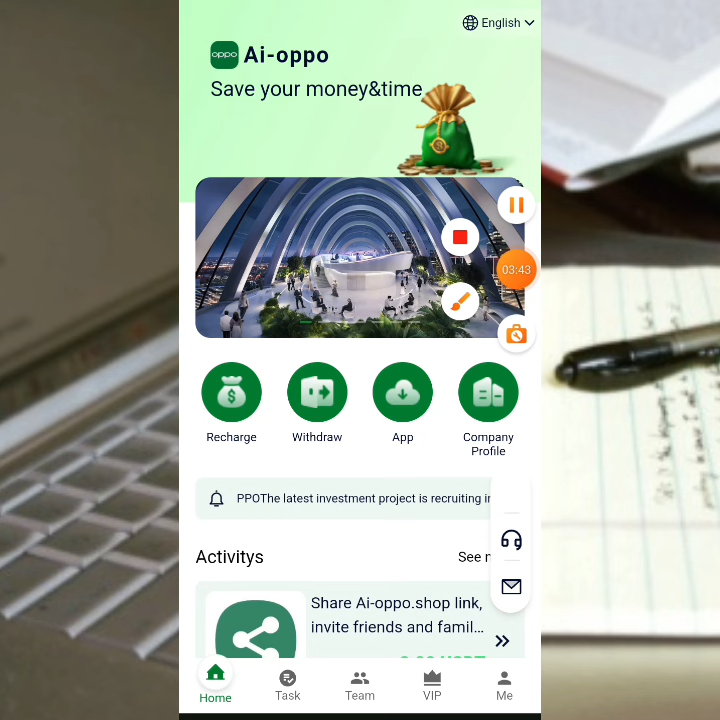 English
oppo
Ai-oppo
Save your money&time
03:43
Recharge
Withdraw
App
Company
Profile
PPOThe latest investment project is recruiting
Activitys
See
Share Ai-oppo.shop link,
invite friends and famil...
Home
Task
Team
VIP
Me